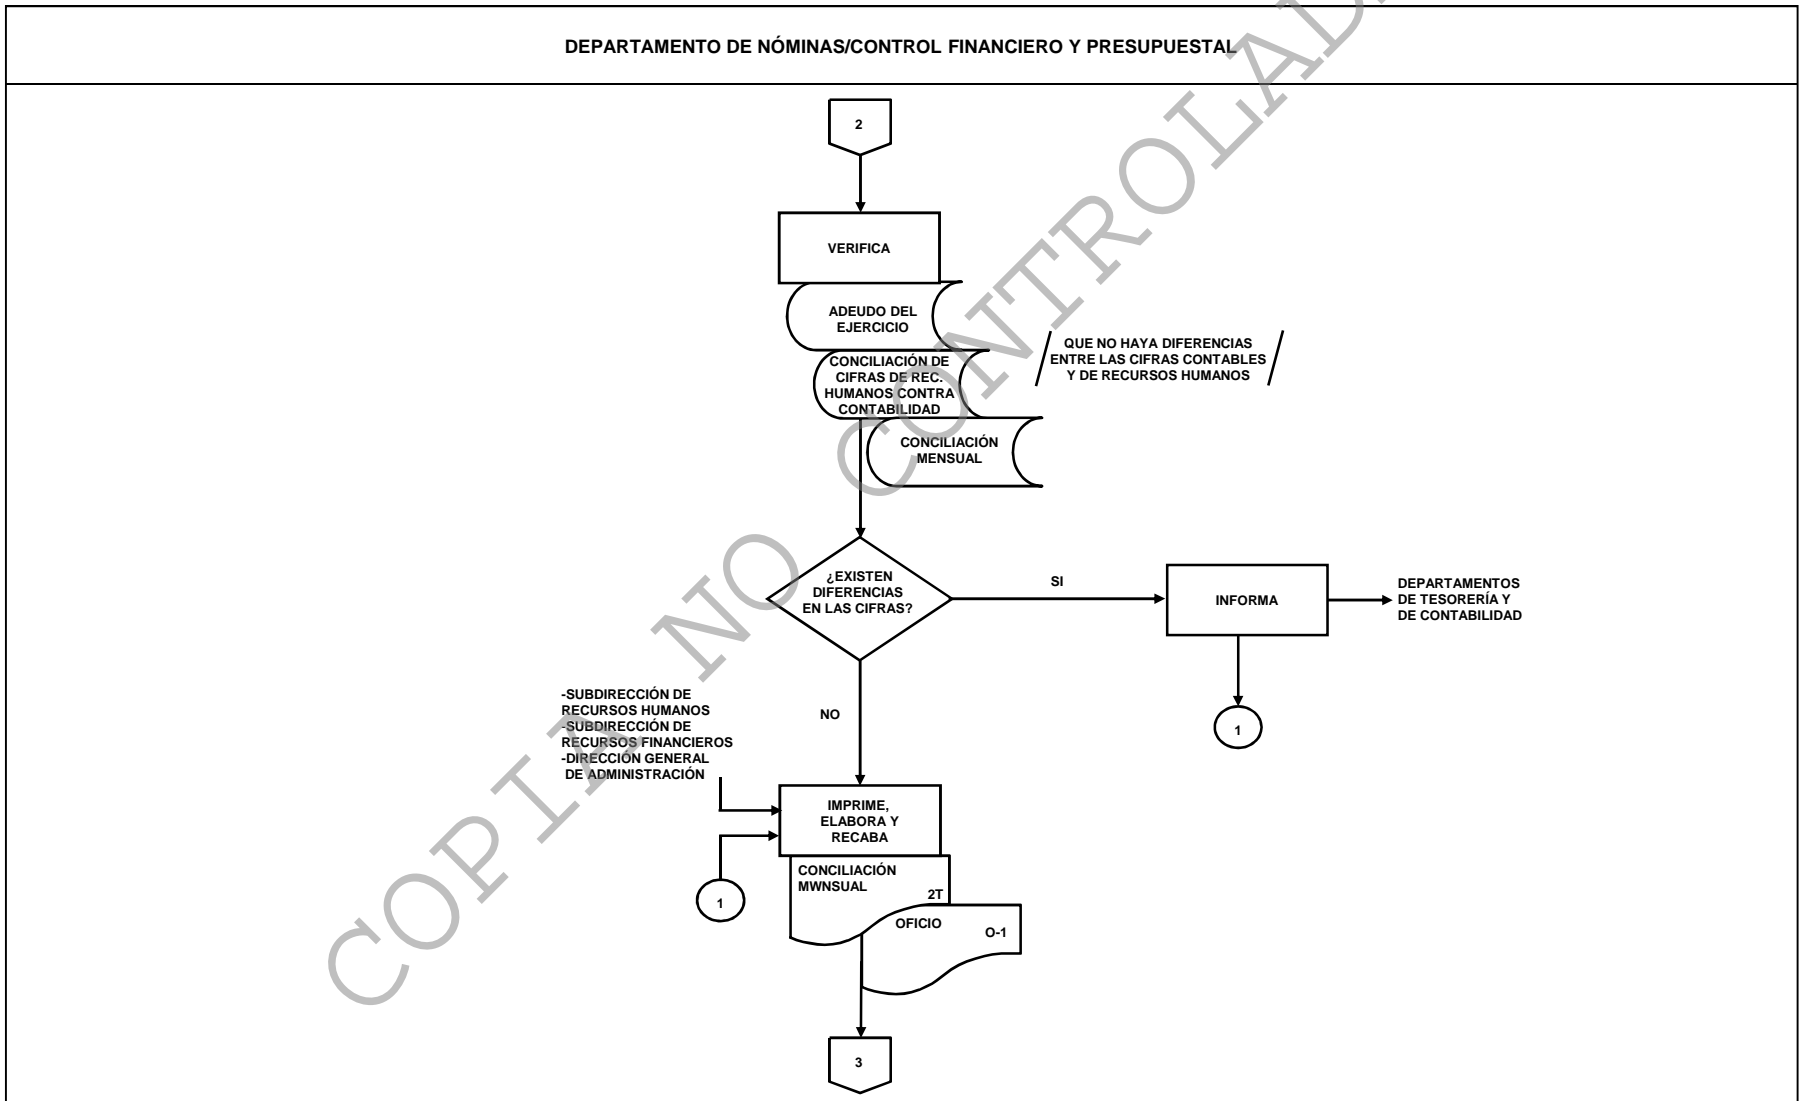 DEPARTAMENTO DE NÓMINAS/CONTROL FINANCIERO Y PRESUPUESTAL
2
VERIFICA
ADEUDO DEL
EJERCICIO
CONCILIACIÓN DE
CIFRAS DE REC.
HUMANOS CONTRA
CONTABILIDAD
QUE NO HAYA DIFERENCIAS
ENTRE LAS CIFRAS CONTABLES
Y DE RECURSOS HUMANOS
CONCILIACIÓN
MENSUAL
¿EXISTEN
DIFERENCIAS
EN LAS CIFRAS?
SI
INFORMA
DEPARTAMENTOS
DE TESORERÍA Y
DE CONTABILIDAD
1
NO
-SUBDIRECCIÓN DE
RECURSOS HUMANOS
-SUBDIRECCIÓN DE
RECURSOS FINANCIEROS
-DIRECCIÓN GENERAL
DE ADMINISTRACIÓN
IMPRIME,
ELABORA Y
RECABA
1
CONCILIACIÓN
MWNSUAL
2T
OFICIO
O-1
3
COPIA NO CONTROLAD